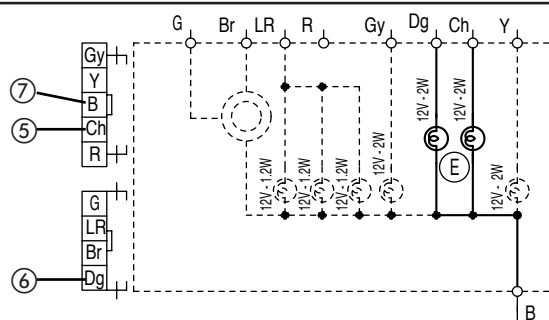 G Br LR R Gy Dg Ch Y
Gy
Y
⑦ B
⑤ Ch
R
G
LR
Br
⑥ Dg
12V - 1.2W
12V - 1.2W
12V - 1.2W
12V - 2W
12V - 2W
12V - 2W
12V - 2W
E
B